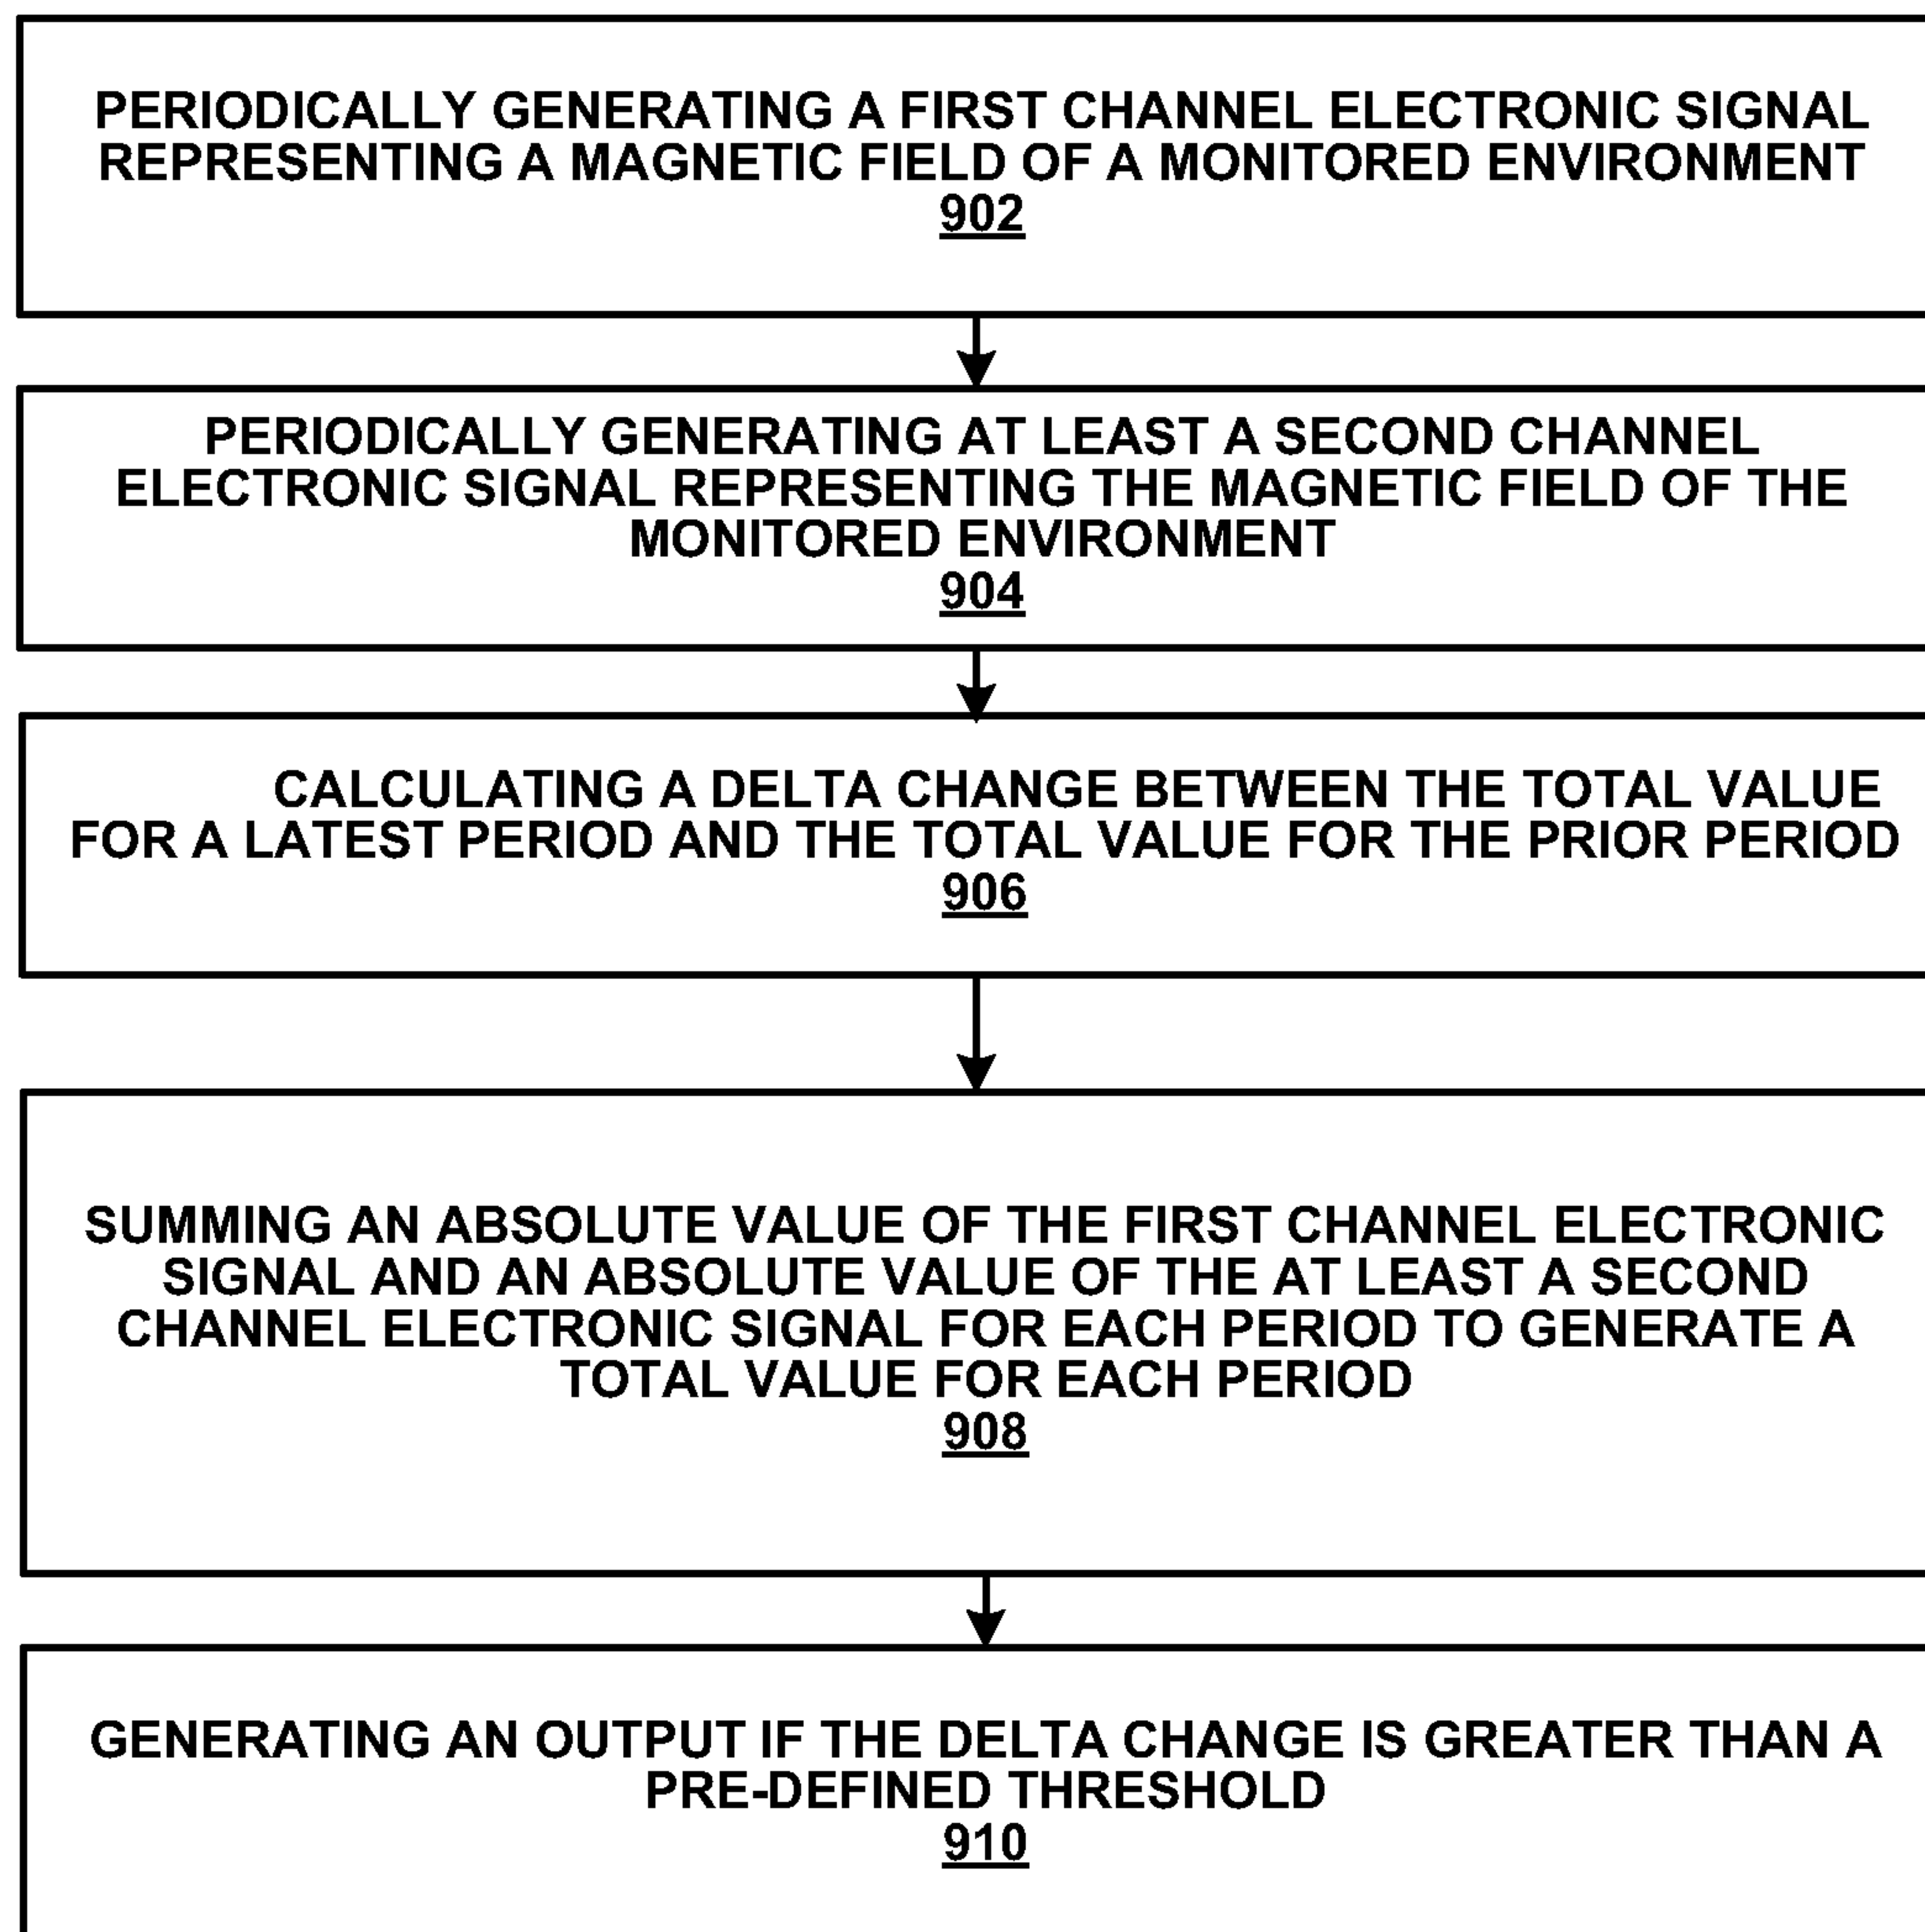 PERIODICALLY GENERATING A FIRST CHANNEL ELECTRONIC SIGNAL
REPRESENTING A MAGNETIC FIELD OF A MONITORED ENVIRONMENT
902
PERIODICALLY GENERATING AT LEAST A SECOND CHANNEL
ELECTRONIC SIGNAL REPRESENTING THE MAGNETIC FIELD OF THE
MONITORED ENVIRONMENT
904
CALCULATING A DELTA CHANGE BETWEEN THE TOTAL VALUE
FOR A LATEST PERIOD AND THE TOTAL VALUE FOR THE PRIOR PERIOD
906
SUMMING AN ABSOLUTE VALUE OF THE FIRST CHANNEL ELECTRONIC
SIGNAL AND AN ABSOLUTE VALUE OF THE AT LEAST A SECOND
CHANNEL ELECTRONIC SIGNAL FOR EACH PERIOD TO GENERATE A
TOTAL VALUE FOR EACH PERIOD
908
GENERATING AN OUTPUT IF THE DELTA CHANGE IS GREATER THAN A
PRE-DEFINED THRESHOLD
910